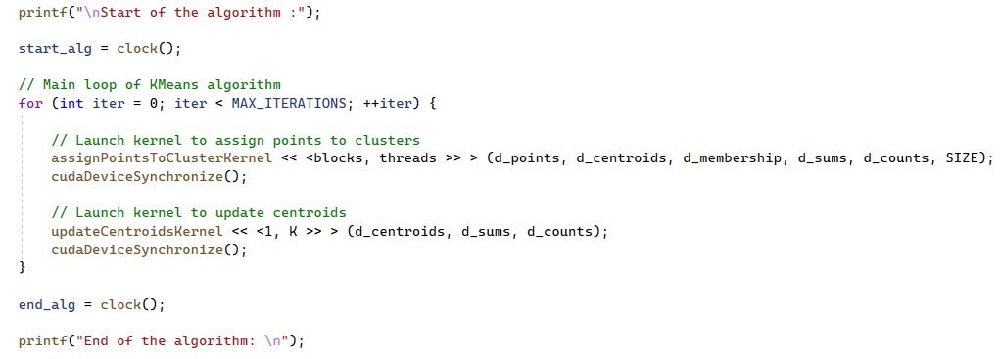 printf("\nStart of the algorithm :");
start_alg = clock();
// Main loop of KMeans algorithm
for (int iter = 0; iter < MAX_ITERATIONS; ++iter) {
// Launch kernel to assign points to clusters
assignPointsToClusterKernel << <blocks, threads >> > (d_points, d_centroids, d_membership, d_sums, d_counts, SIZE);
cudaDeviceSynchronize();
// Launch kernel to update centroids
updateCentroidsKernel << <1, K >> > (d_centroids, d_sums, d_counts);
cudaDeviceSynchronize();
}
end_alg = clock();
printf("End of the algorithm: \n");